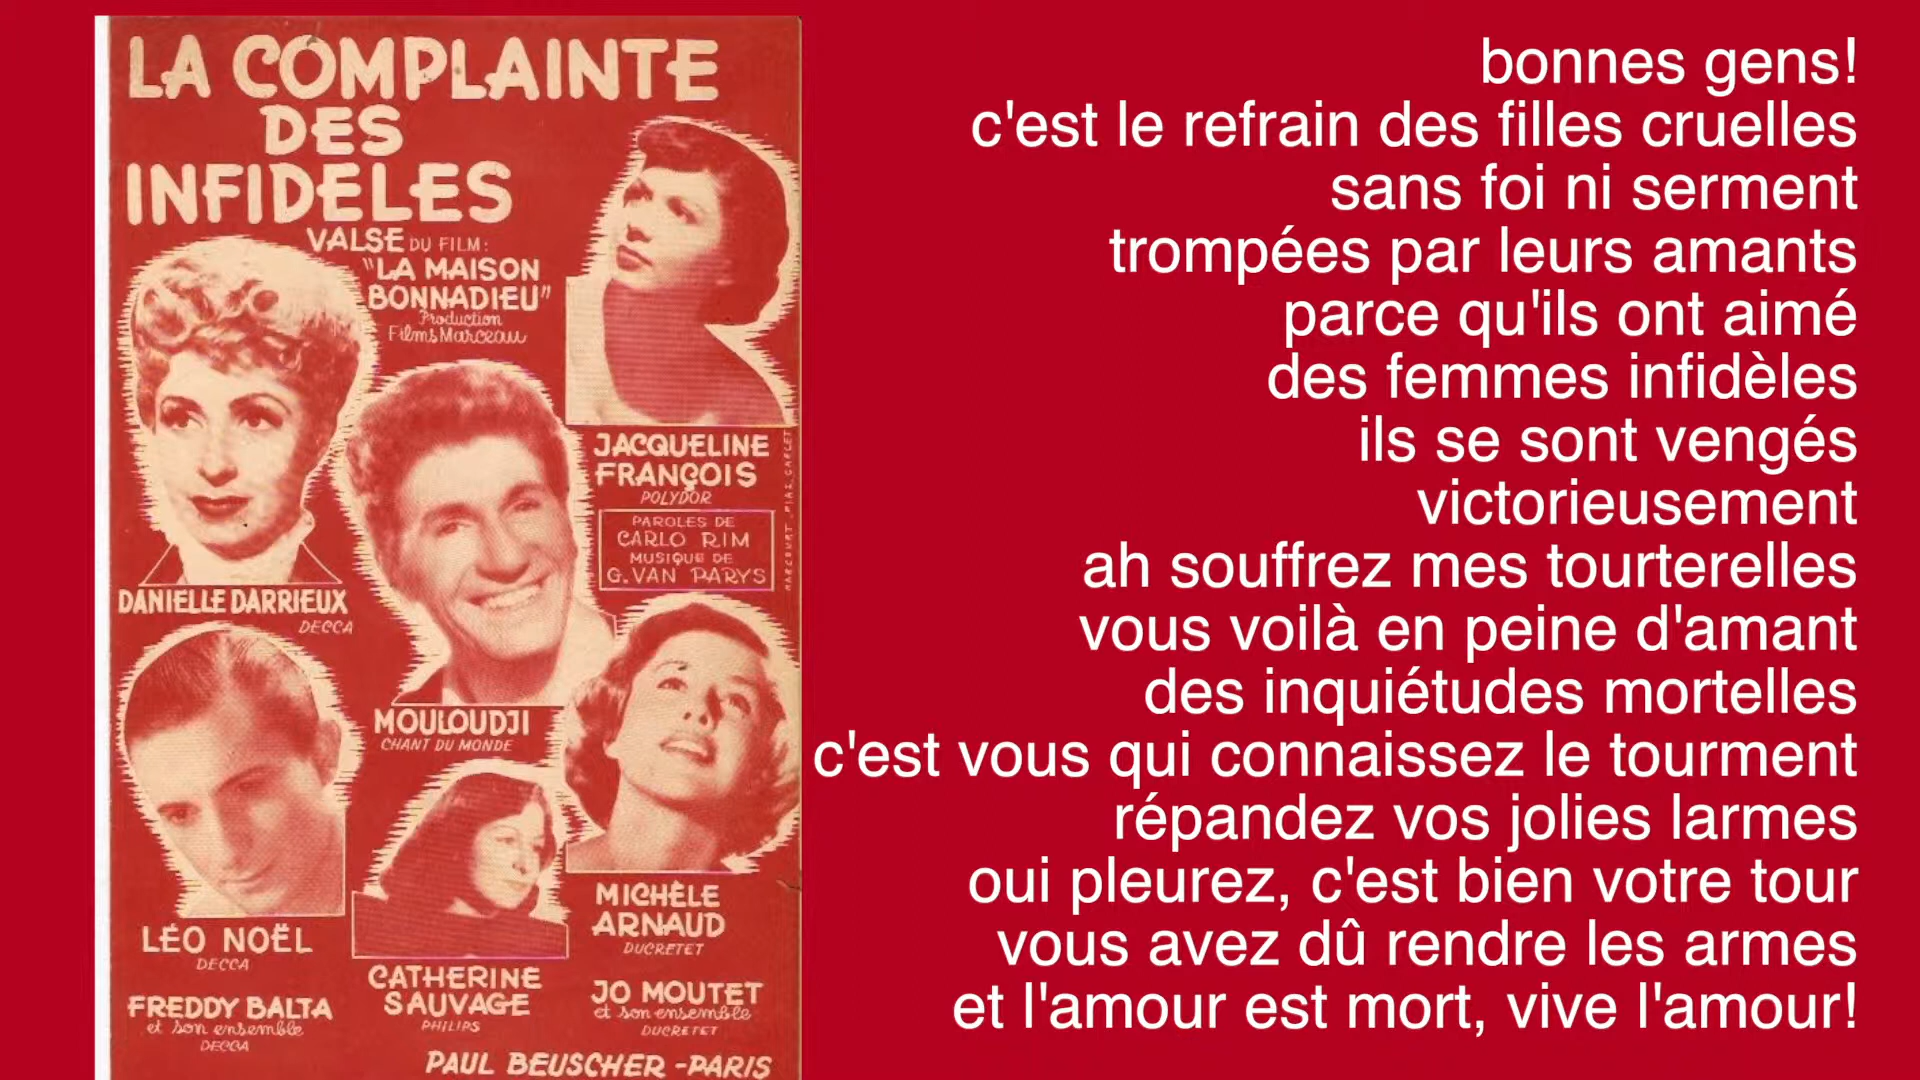 LA COMPLAINTE
DES
INFIDELES
VALSE DU FILM:
"LA MAISON
BONNADIEU"
Production
Films Marceau
JACQUELINE
FRANÇOIS
POLYDOR
PAROLES DE
CARLO RIM
MUSIQUE DE
G. VAN PARYS
DANIELLE DARRIEUX
DECCA
MOULOUDJI
CHANT DU MONDE
LÉO NOËL
DECCA
MICHÈLE
ARNAUD
DUCRETET
CATHERINE
SAUVAGE
PHILIPS
FREDDY BALTA
et son ensemble
DECCA
JO MOUTET
et son ensemble
DUCRETET
PAUL BEUSCHER - PARIS
bonnes gens!
c'est le refrain des filles cruelles
sans foi ni serment
trompées par leurs amants
parce qu'ils ont aimé
des femmes infidèles
ils se sont vengés
victorieusement
ah souffrez mes tourterelles
vous voilà en peine d'amant
des inquiétudes mortelles
c'est vous qui connaissez le tourment
répandez vos jolies larmes
oui pleurez, c'est bien votre tour
vous avez dû rendre les armes
et l'amour est mort, vive l'amour!